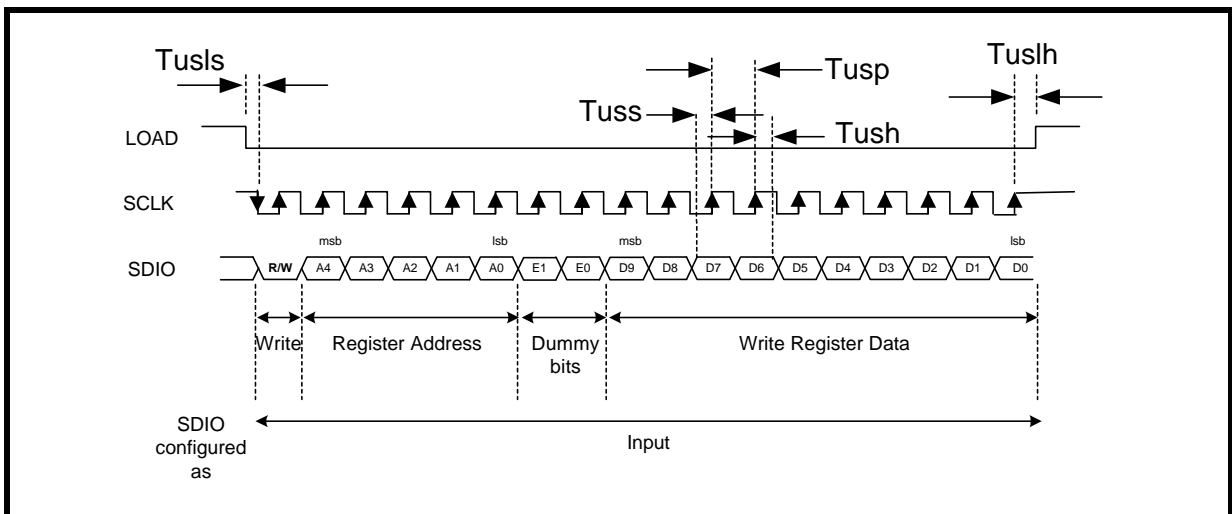 Tusls
Tuslh
Tusp
Tuss
Tush
LOAD
SCLK
msb lsb msb lsb
SDIO R/W A4 A3 A2 A1 A0 E1 E0 D9 D8 D7 D6 D5 D4 D3 D2 D1 D0
Write Register Address Dummy Write Register Data
bits
SDIO
configured
as
Input